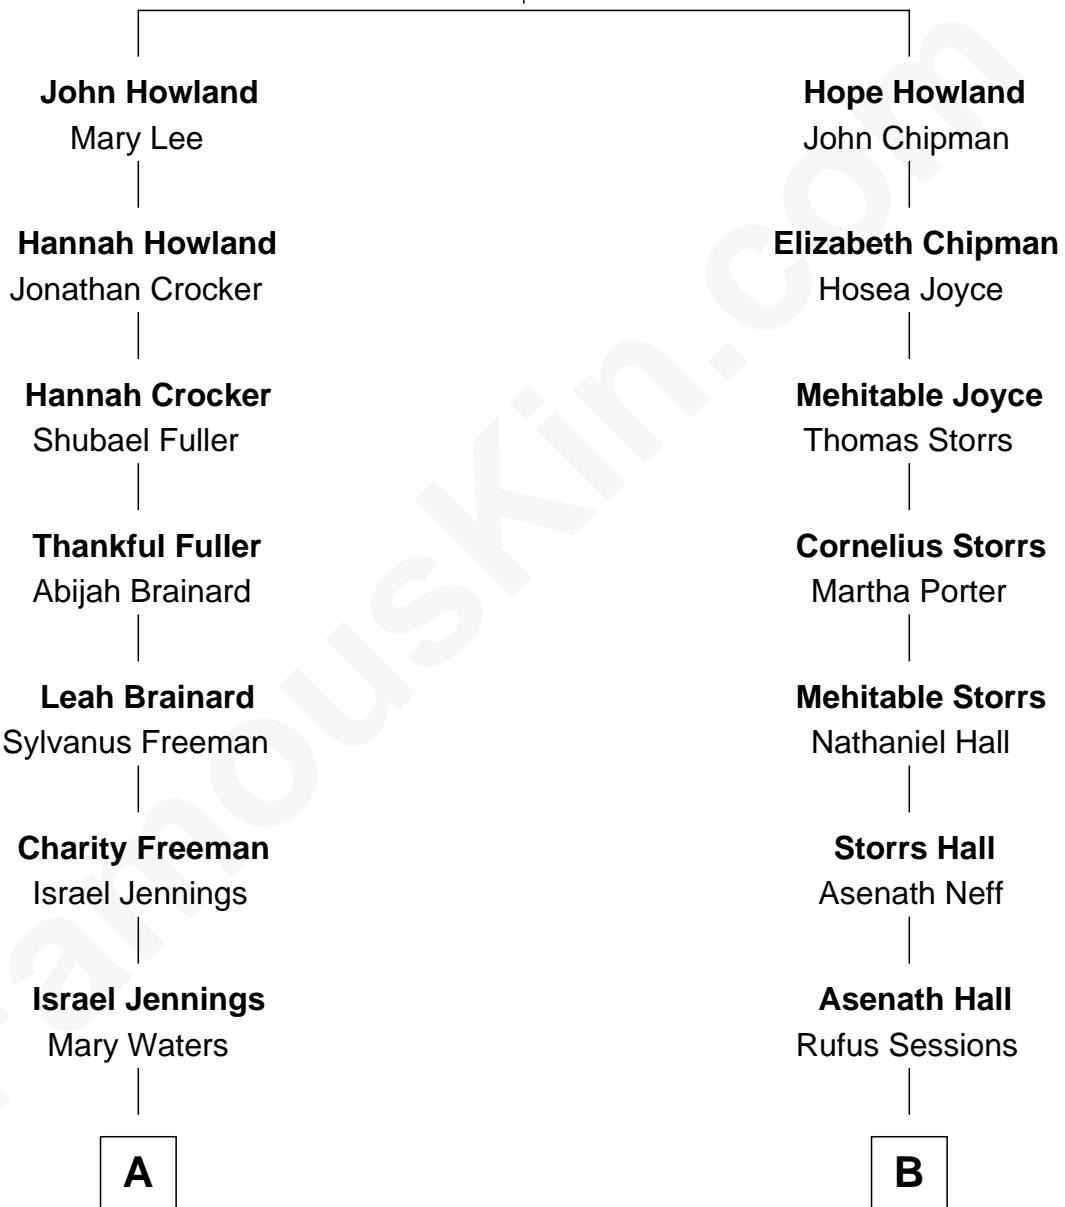 John Howland
Mary Lee
Hannah Howland
Jonathan Crocker
Hannah Crocker
Shubael Fuller
Thankful Fuller
Abijah Brainard
Leah Brainard
Sylvanus Freeman
Charity Freeman
Israel Jennings
Israel Jennings
Mary Waters
A
Hope Howland
John Chipman
Elizabeth Chipman
Hosea Joyce
Mehitable Joyce
Thomas Storrs
Cornelius Storrs
Martha Porter
Mehitable Storrs
Nathaniel Hall
Storrs Hall
Asenath Neff
Asenath Hall
Rufus Sessions
B
FamousKin.com